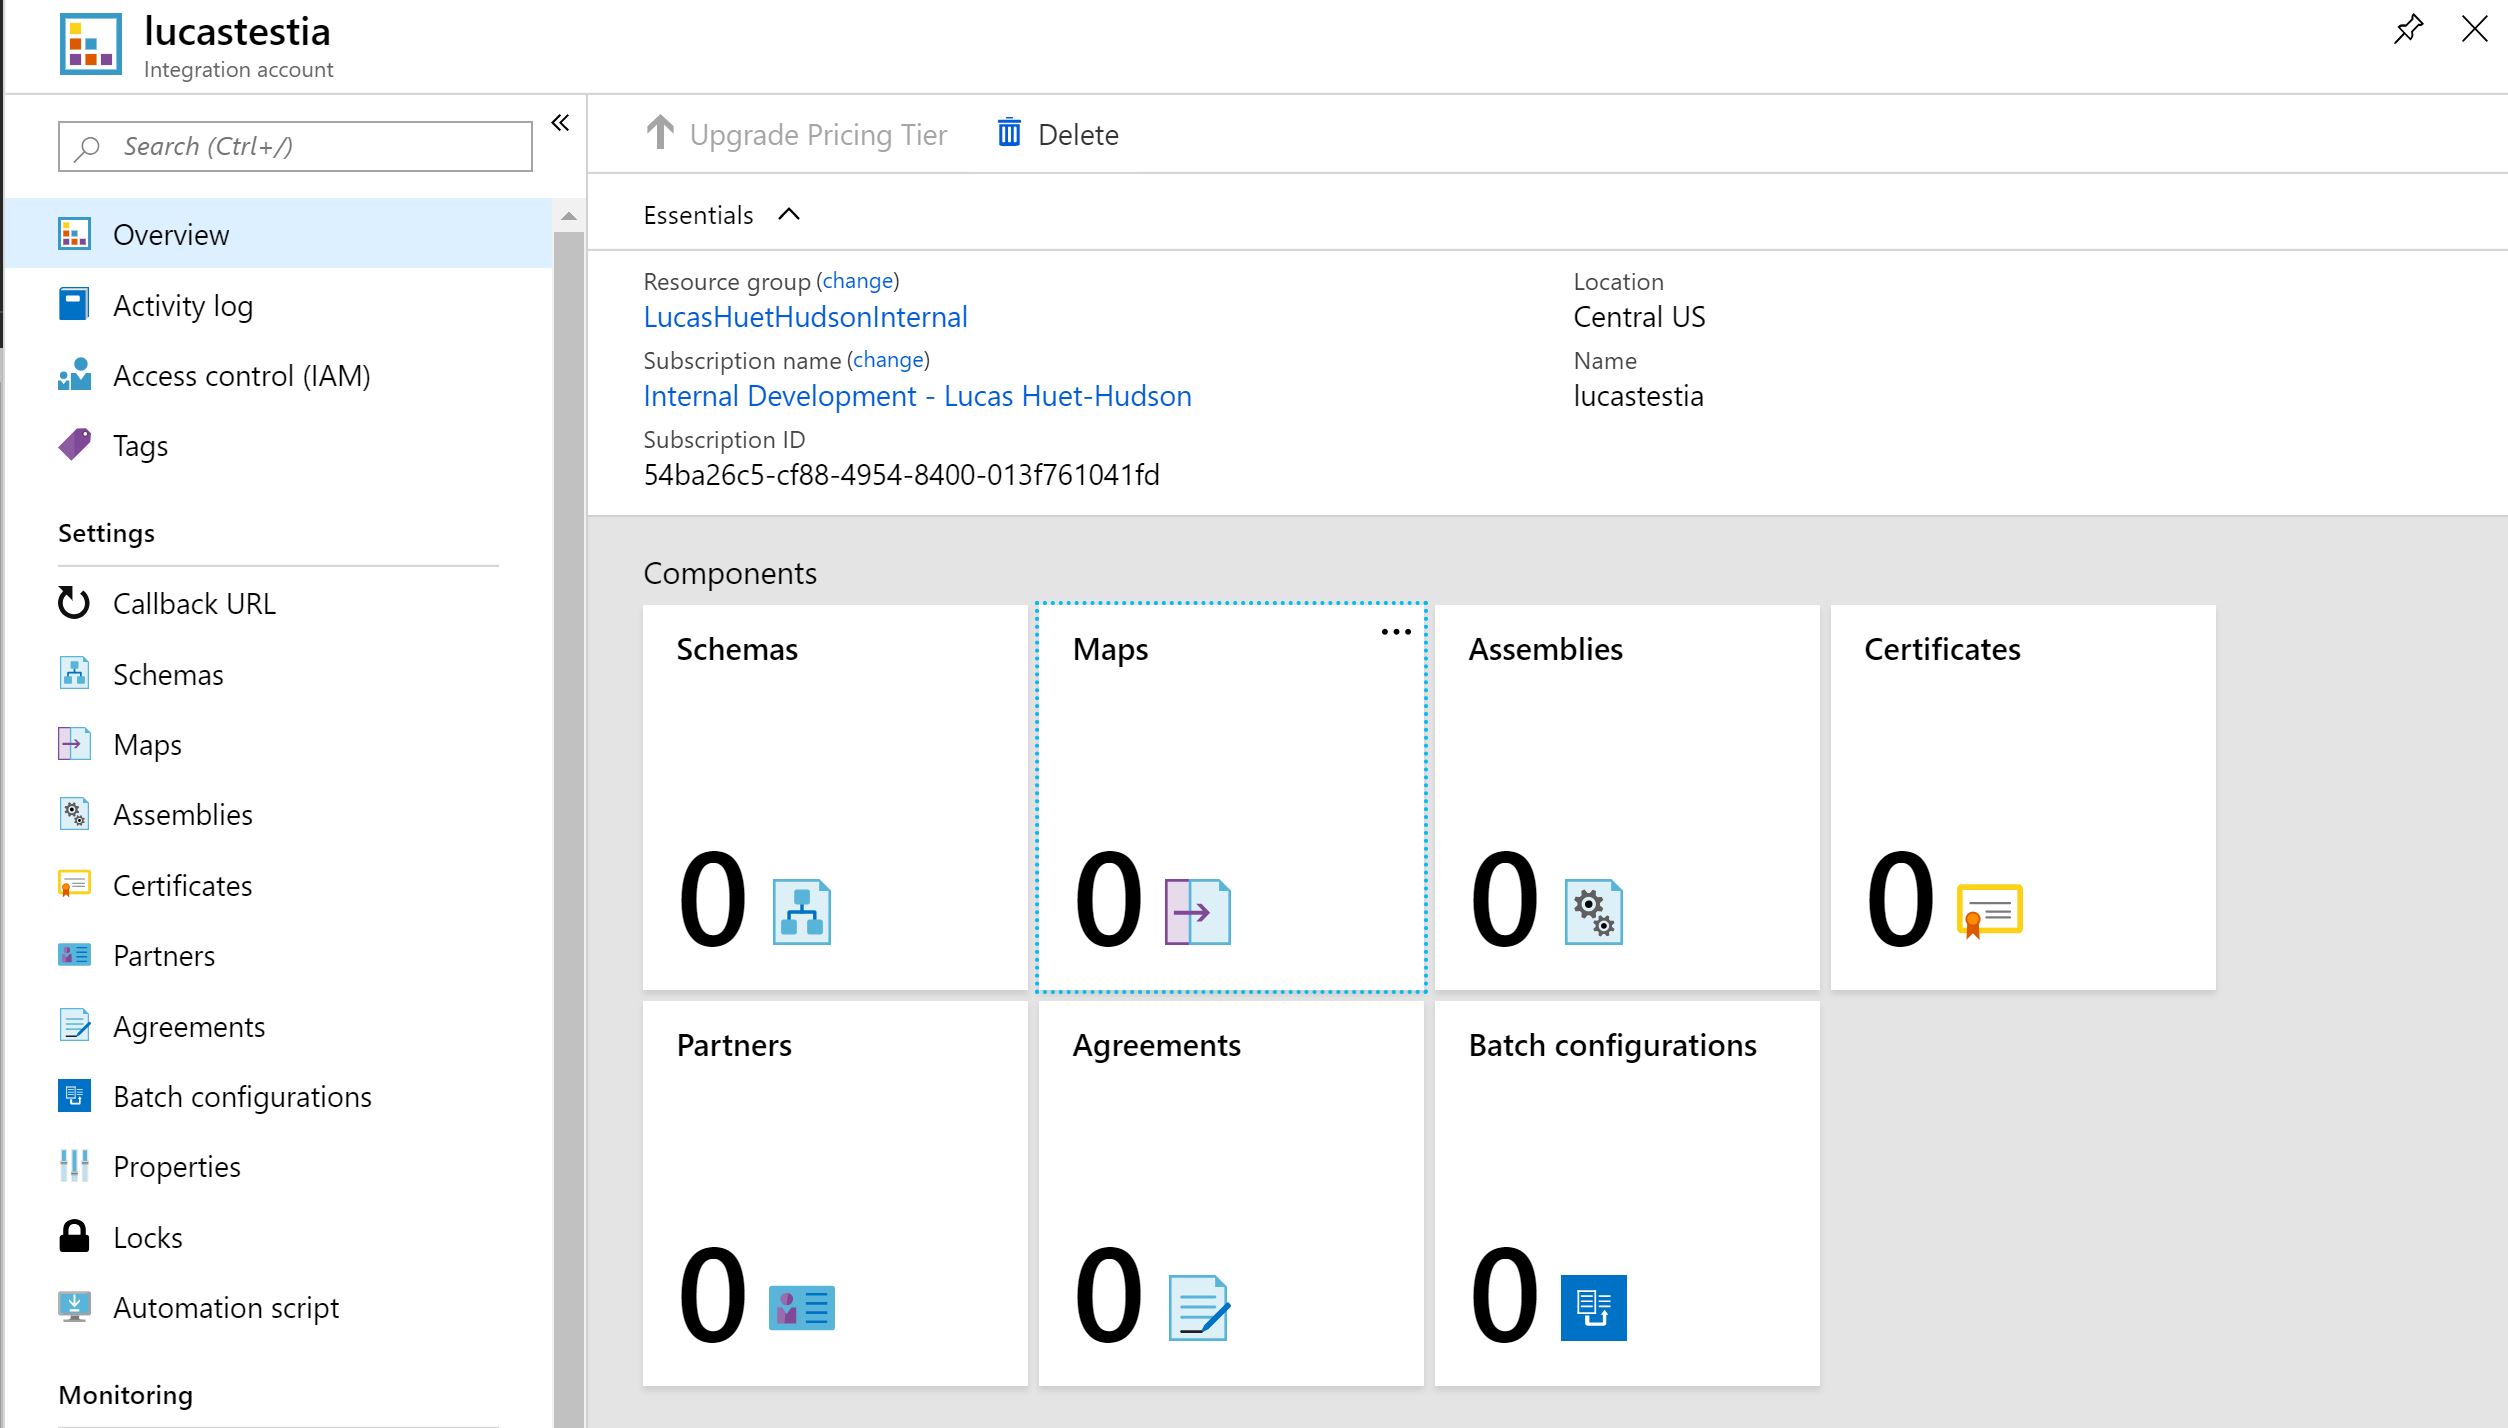 lucastestia
Integration account
Search (Ctrl+/)
Overview
Activity log
Access control (IAM)
Tags
Settings
Callback URL
Schemas
Maps
Assemblies
Certificates
Partners
Agreements
Batch configurations
Properties
Locks
Automation script
Monitoring
Upgrade Pricing Tier
Delete
Essentials
Resource group (change)
LucasHuetHudsonInternal
Subscription name (change)
Internal Development - Lucas Huet-Hudson
Subscription ID
54ba26c5-cf88-4954-8400-013f761041fd
Location
Central US
Name
lucastestia
Components
Schemas
0
Maps
0
Assemblies
0
Certificates
0
Partners
0
Agreements
0
Batch configurations
0